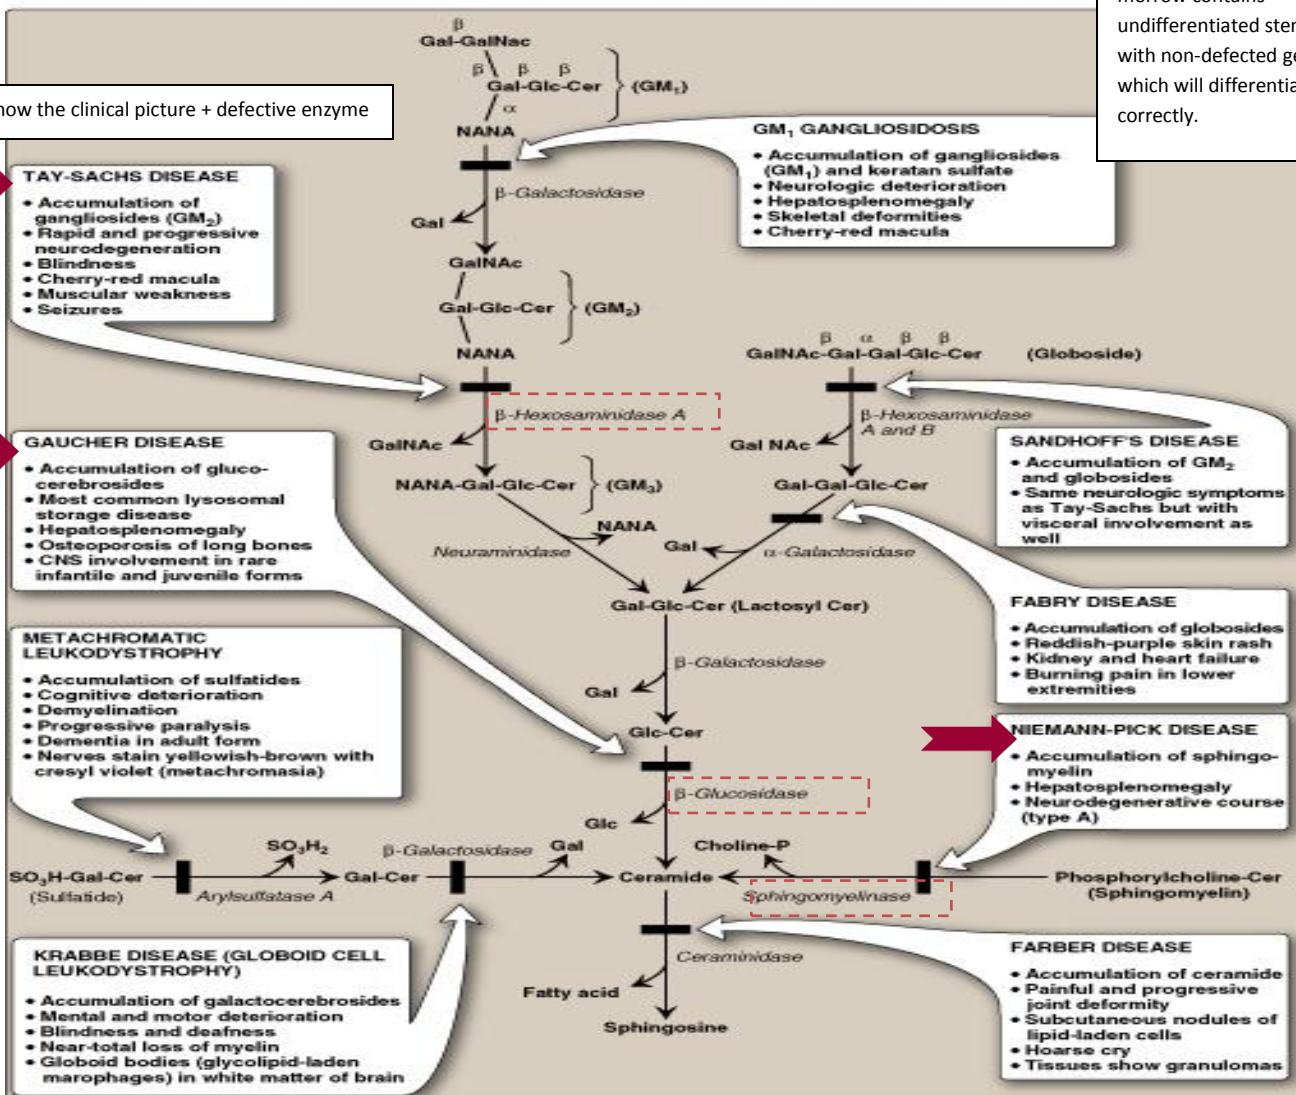 morrow contains
undifferentiated ste
with non-defected ge
which will differentia
correctly.
now the clinical picture + defective enzyme
β
Gal-GalNac
β β β
Gal-Glc-Cer (GM₁)
α
NANA
β-Galactosidase
Gal
GM₁ GANGLIOSIDOSIS
• Accumulation of gangliosides
(GM₁) and keratan sulfate
• Neurologic deterioration
• Hepatosplenomegaly
• Skeletal deformities
• Cherry-red macula
TAY-SACHS DISEASE
• Accumulation of
gangliosides (GM₂)
• Rapid and progressive
neurodegeneration
• Blindness
• Cherry-red macula
• Muscular weakness
• Seizures
GalNAc
Gal-Glc-Cer (GM₂)
NANA
β-Hexosaminidase A
GalNAc
β α β β
GalNAc-Gal-Gal-Glc-Cer (Globoside)
β-Hexosaminidase
A and B
Gal NAc
SANDHOFF'S DISEASE
• Accumulation of GM₂
and globosides
• Same neurologic symptoms
as Tay-Sachs but with
visceral involvement as
well
GAUCHER DISEASE
• Accumulation of gluco-
cerebrosides
• Most common lysosomal
storage disease
• Hepatosplenomegaly
• Osteoporosis of long bones
• CNS involvement in rare
infantile and juvenile forms
NANA-Gal-Glc-Cer (GM₃)
Gal-Gal-Glc-Cer
NANA
Neuraminidase
Gal
α-Galactosidase
Gal-Glc-Cer (Lactosyl Cer)
FABRY DISEASE
• Accumulation of globosides
• Reddish-purple skin rash
• Kidney and heart failure
• Burning pain in lower
extremities
METACHROMATIC
LEUKODYSTROPHY
• Accumulation of sulfatides
• Cognitive deterioration
• Demyelination
• Progressive paralysis
• Dementia in adult form
• Nerves stain yellowish-brown with
cresyl violet (metachromasia)
β-Galactosidase
Gal
Glc-Cer
β-Glucosidase
Glc
NIEMANN-PICK DISEASE
• Accumulation of sphingo-
myelin
• Hepatosplenomegaly
• Neurodegenerative course
(type A)
SO₃H₂
β-Galactosidase
Gal
Choline-P
SO₃H-Gal-Cer
(Sulfatide)
Arylsulfatase A
Gal-Cer
Ceramide
Sphingomyelinase
Phosphorylcholine-Cer
(Sphingomyelin)
KRABBE DISEASE (GLOBOID CELL
LEUKODYSTROPHY)
• Accumulation of galactocerebrosides
• Mental and motor deterioration
• Blindness and deafness
• Near-total loss of myelin
• Globoid bodies (glycolipid-laden
marophages) in white matter of brain
Ceramidase
Fatty acid
Sphingosine
FARBER DISEASE
• Accumulation of ceramide
• Painful and progressive
joint deformity
• Subcutaneous nodules of
lipid-laden cells
• Hoarse cry
• Tissues show granulomas